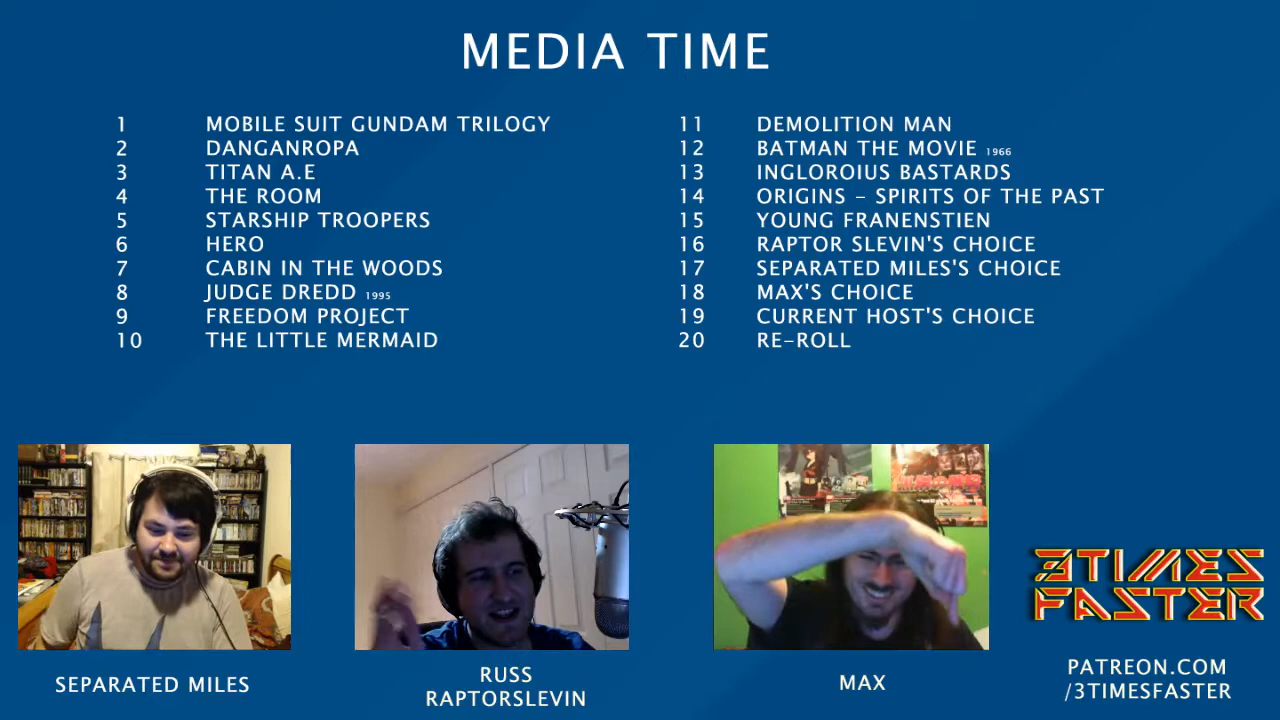 MEDIA TIME
1 MOBILE SUIT GUNDAM TRILOGY
2 DANGANROPA
3 TITAN A.E
4 THE ROOM
5 STARSHIP TROOPERS
6 HERO
7 CABIN IN THE WOODS
8 JUDGE DREDD 1995
9 FREEDOM PROJECT
10 THE LITTLE MERMAID
11 DEMOLITION MAN
12 BATMAN THE MOVIE 1966
13 INGLOROIUS BASTARDS
14 ORIGINS - SPIRITS OF THE PAST
15 YOUNG FRANENSTIEN
16 RAPTOR SLEVIN'S CHOICE
17 SEPARATED MILES'S CHOICE
18 MAX'S CHOICE
19 CURRENT HOST'S CHOICE
20 RE-ROLL
SEPARATED MILES
RUSS
RAPTORSLEVIN
MAX
3TIMES
FASTER
PATREON.COM
/3TIMESFASTER